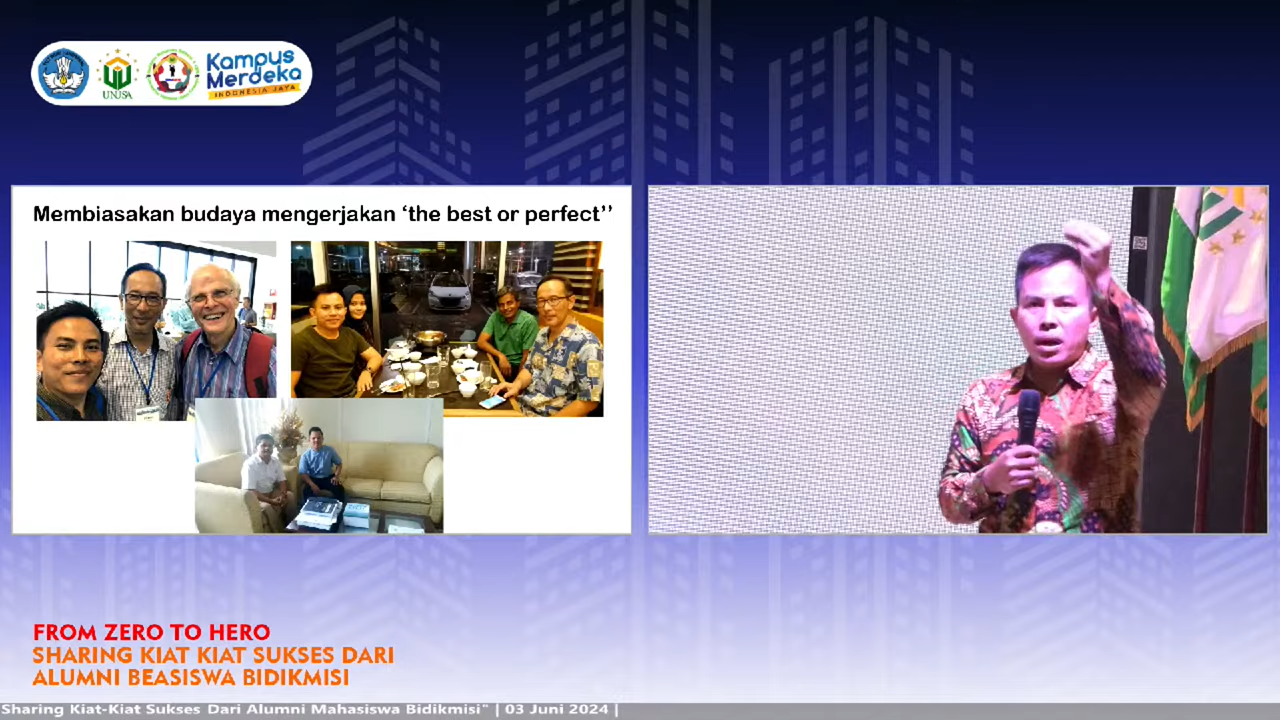 UNUSA
Kampus
Merdeka
INDONESIA JAYA
Membiasakan budaya mengerjakan ‘the best or perfect’’
FROM ZERO TO HERO
SHARING KIAT KIAT SUKSES DARI
ALUMNI BEASISWA BIDIKMISI
Sharing Kiat-Kiat Sukses Dari Alumni Mahasiswa Bidikmisi" | 03 Juni 2024 |